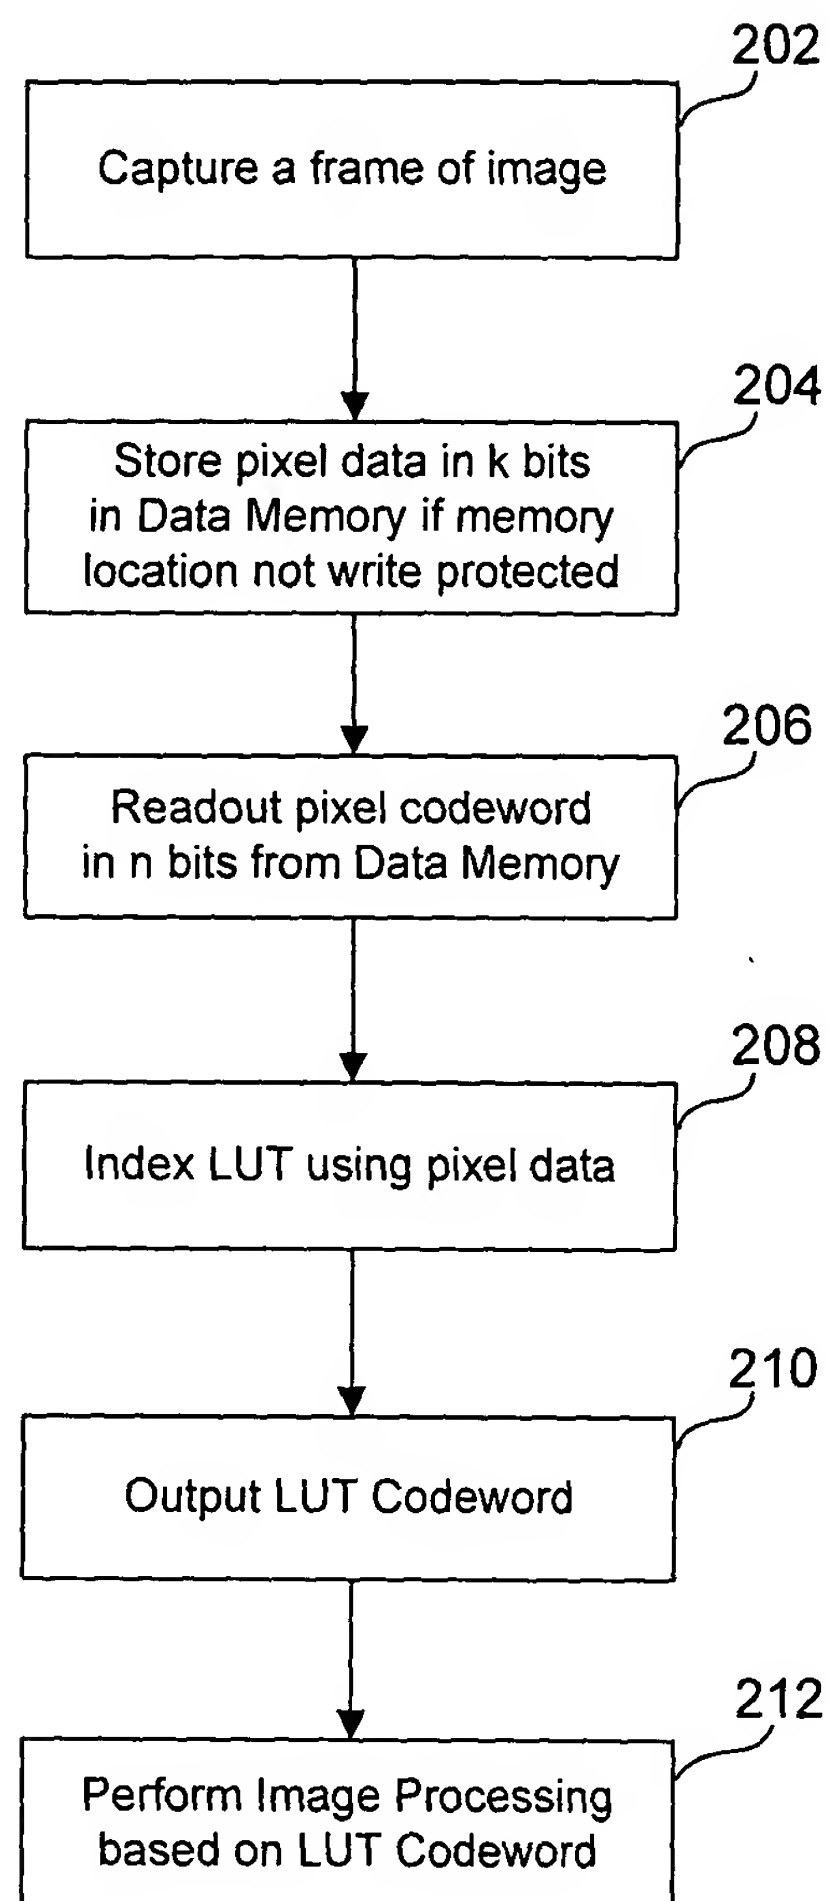 202
Capture a frame of image
204
Store pixel data in k bits
in Data Memory if memory
location not write protected
206
Readout pixel codeword
in n bits from Data Memory
208
Index LUT using pixel data
210
Output LUT Codeword
212
Perform Image Processing
based on LUT Codeword